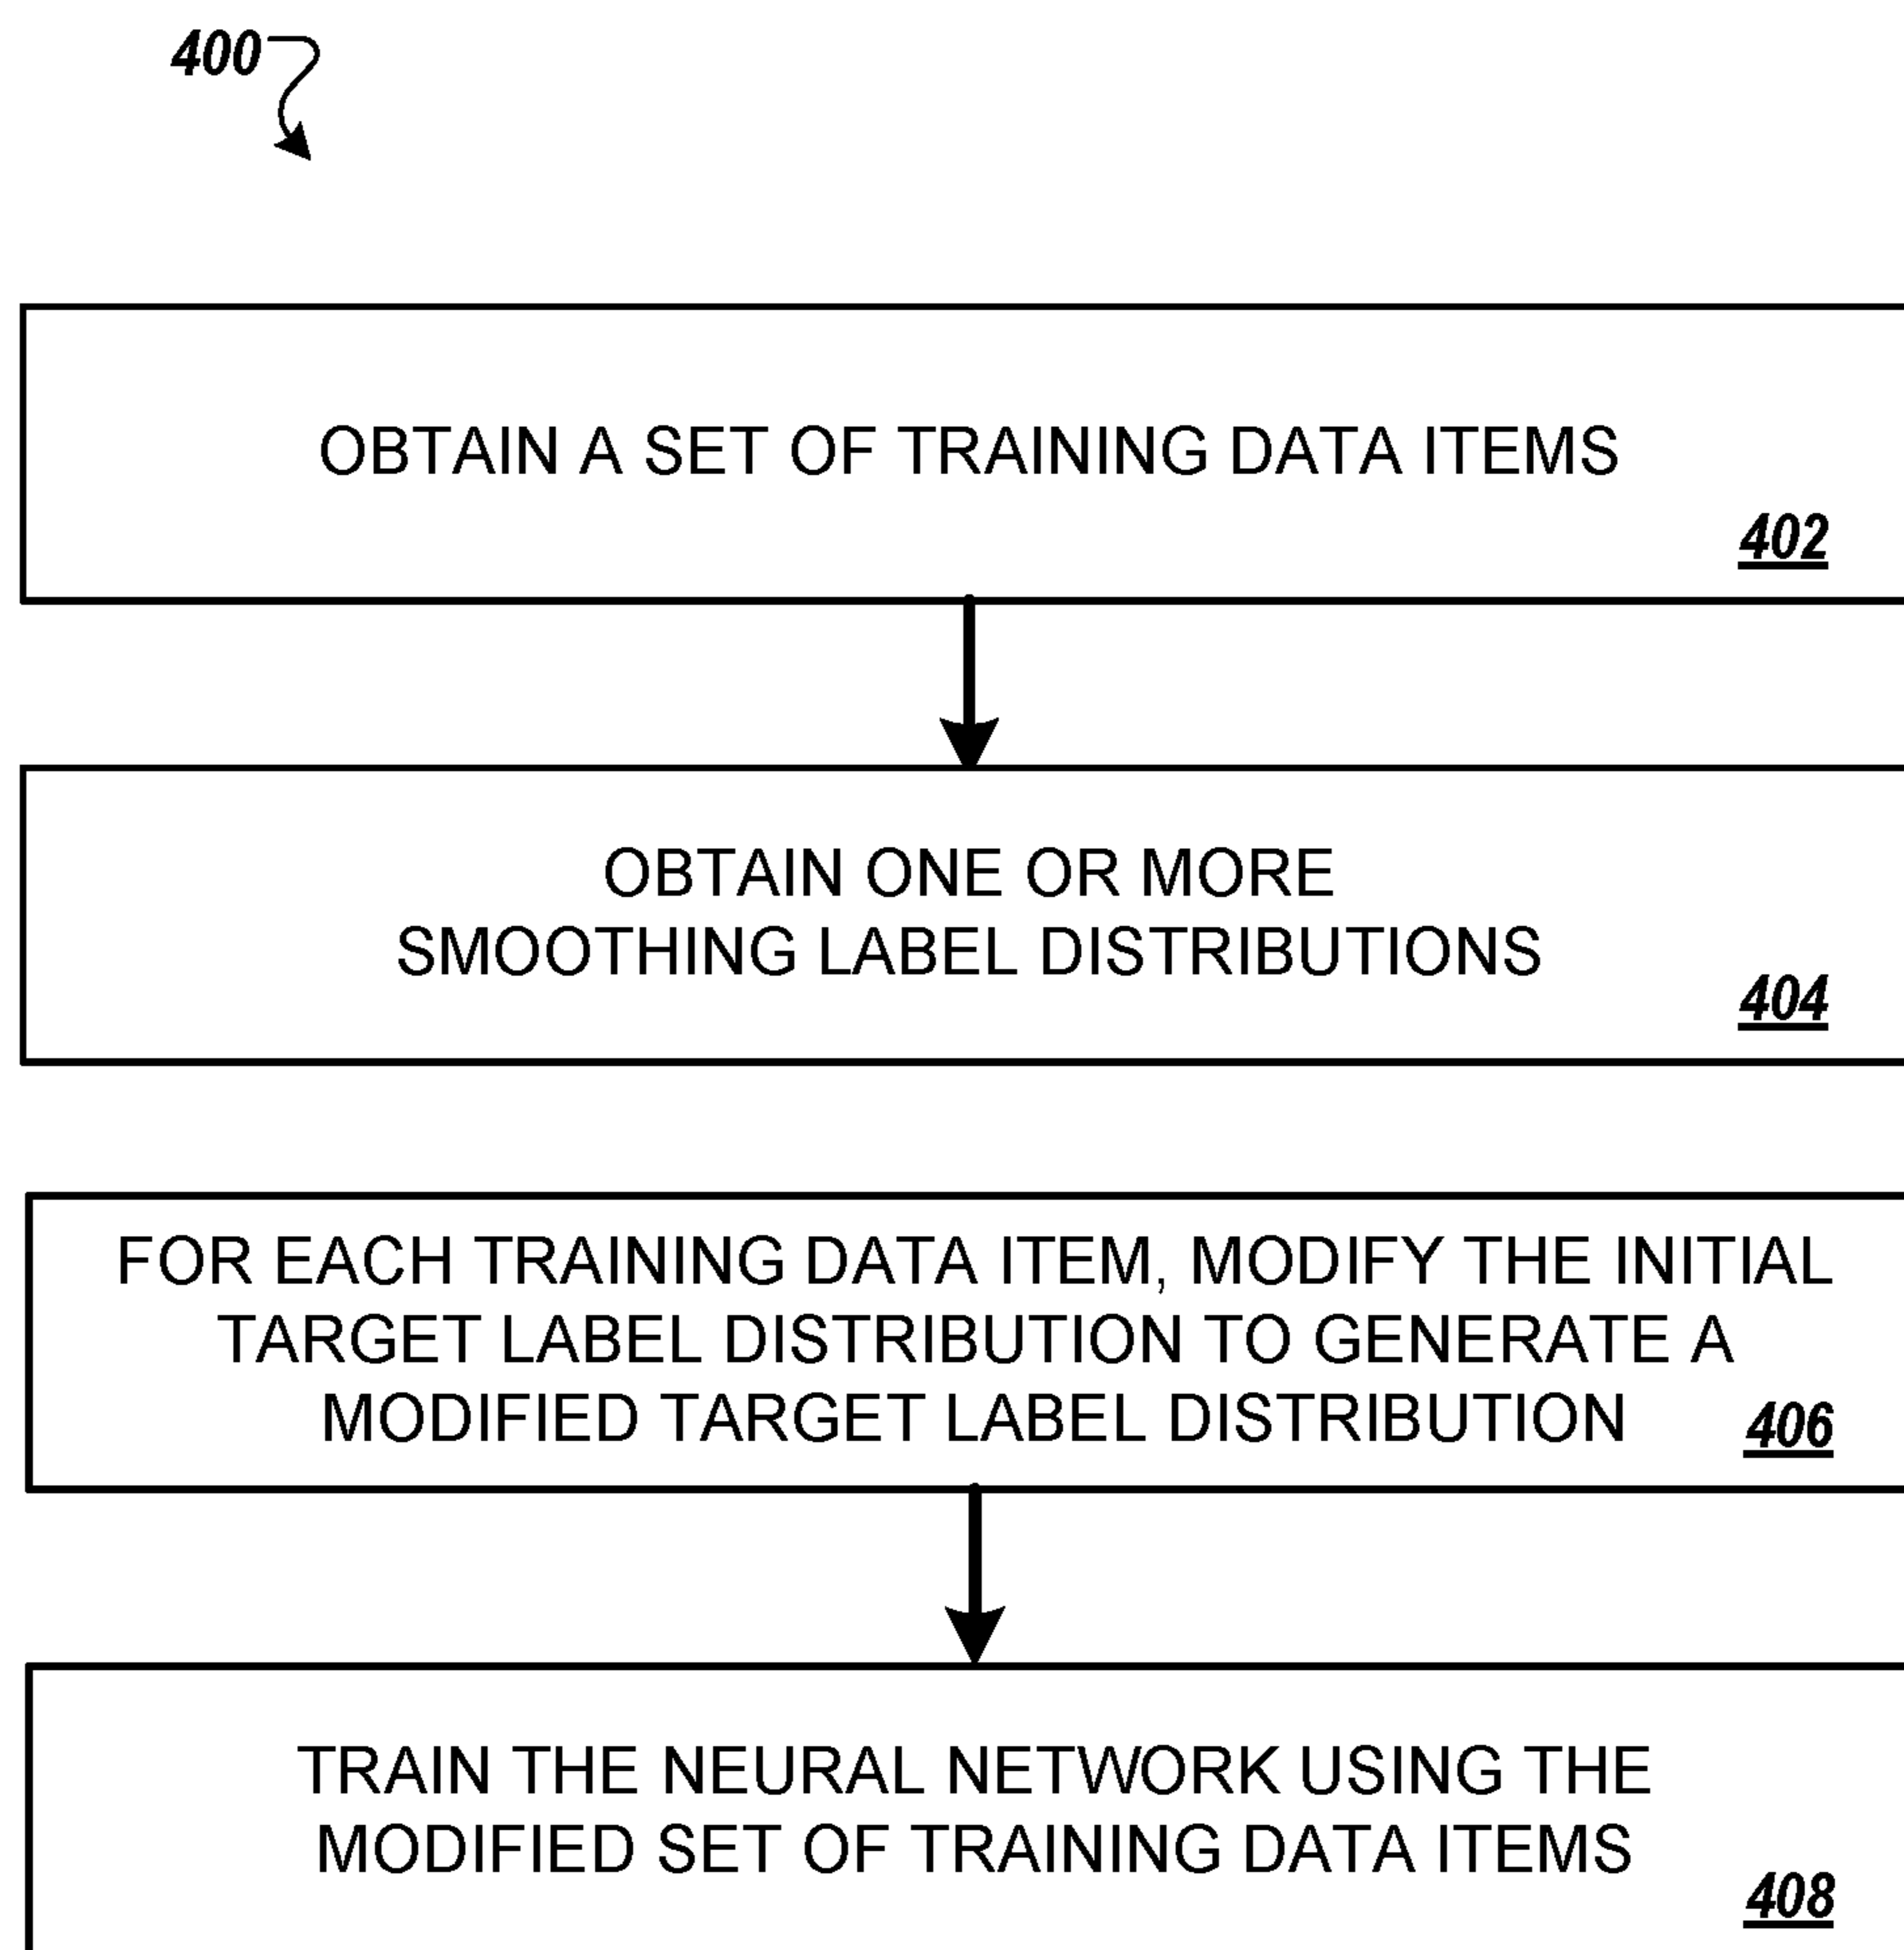 400
OBTAIN A SET OF TRAINING DATA ITEMS
402
OBTAIN ONE OR MORE
SMOOTHING LABEL DISTRIBUTIONS
404
FOR EACH TRAINING DATA ITEM, MODIFY THE INITIAL
TARGET LABEL DISTRIBUTION TO GENERATE A
MODIFIED TARGET LABEL DISTRIBUTION
406
TRAIN THE NEURAL NETWORK USING THE
MODIFIED SET OF TRAINING DATA ITEMS
408